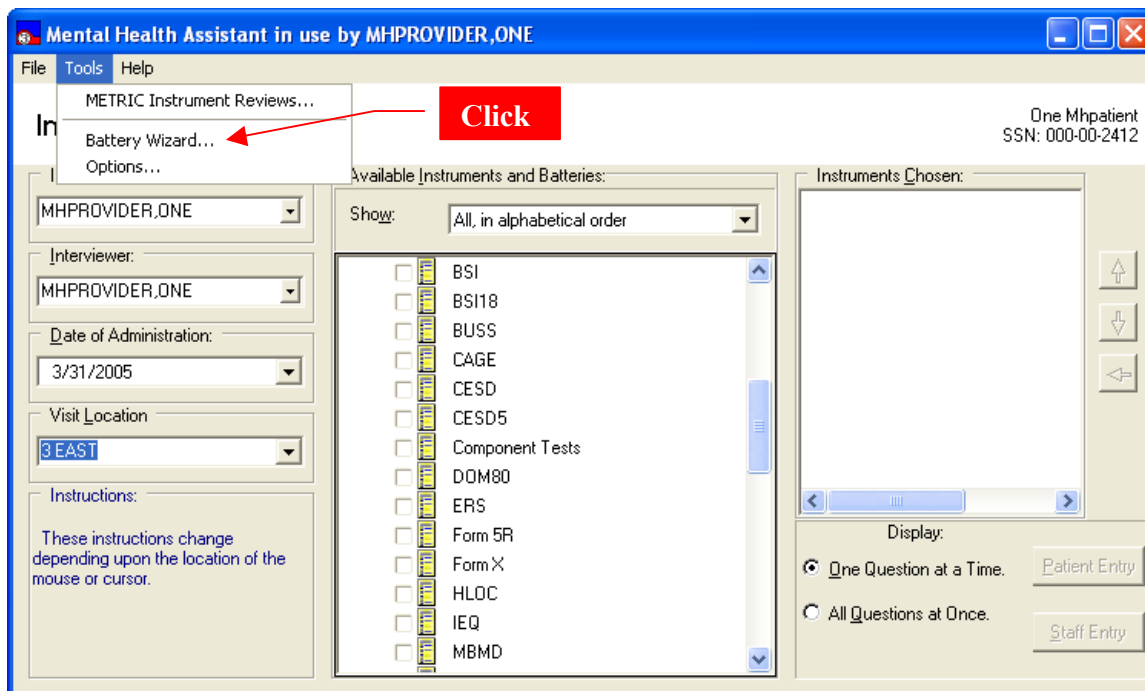 Mental Health Assistant in use by MHPROVIDER,ONE
File Tools Help
METRIC Instrument Reviews...
Battery Wizard...
Options...
Click
In
One Mhpatient
SSN: 000-00-2412
I
MHPROVIDER,ONE
Interviewer:
MHPROVIDER,ONE
Date of Administration:
3/31/2005
Visit Location
3 EAST
Instructions:
These instructions change
depending upon the location of the
mouse or cursor.
Available Instruments and Batteries:
Show: All, in alphabetical order
BSI
BSI18
BUSS
CAGE
CESD
CESD5
Component Tests
DOM80
ERS
Form 5R
Form X
HLOC
IEQ
MBMD
Instruments Chosen:
Display:
One Question at a Time.
All Questions at Once.
Patient Entry
Staff Entry